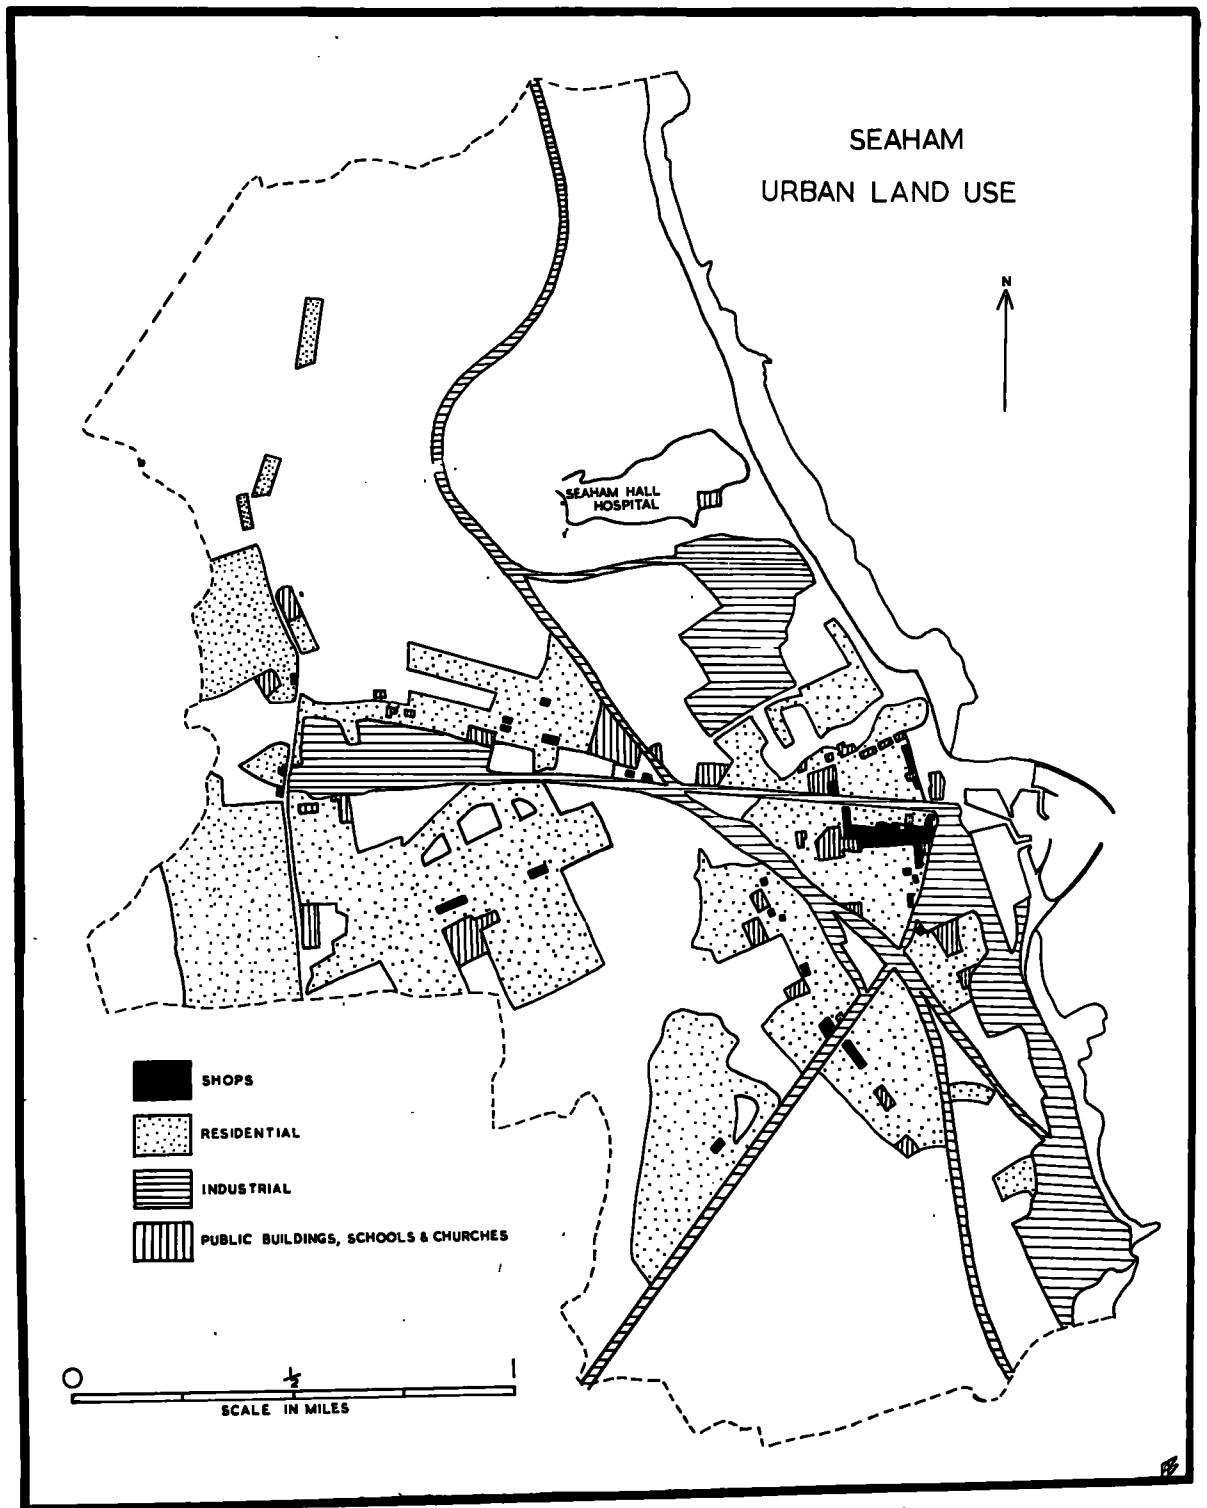 SEAHAM
URBAN LAND USE
N
SEAHAM HALL
HOSPITAL
SHOPS
RESIDENTIAL
INDUSTRIAL
PUBLIC BUILDINGS, SCHOOLS & CHURCHES
0 ½ 1
SCALE IN MILES